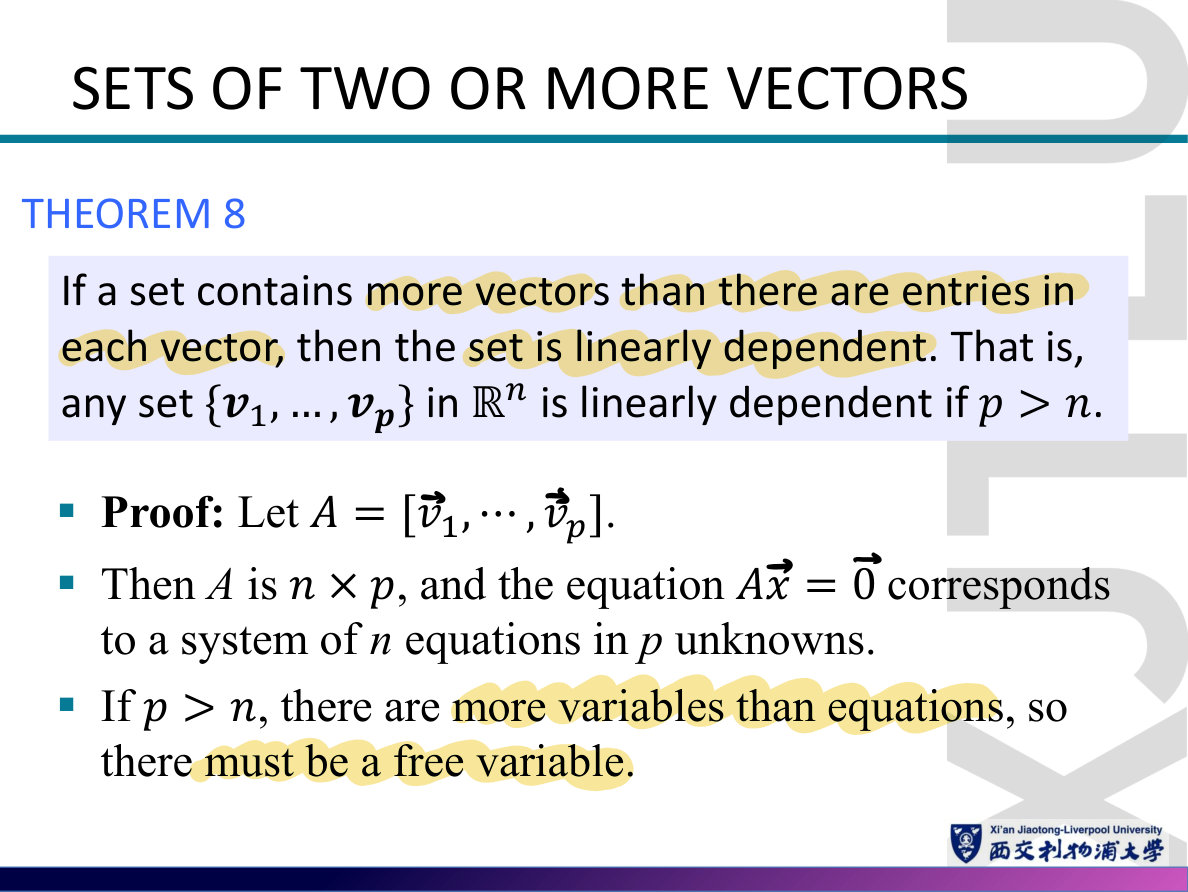 SETS OF TWO OR MORE VECTORS
THEOREM 8
If a set contains more vectors than there are entries in
each vector, then the set is linearly dependent. That is,
any set {𝒗₁, … , 𝒗ₚ} in ℝⁿ is linearly dependent if p > n.
▪ Proof: Let A = [v⃗₁, ⋯ , v⃗ₚ].
▪ Then A is n × p, and the equation Ax⃗ = 0⃗ corresponds
to a system of n equations in p unknowns.
▪ If p > n, there are more variables than equations, so
there must be a free variable.
XJTLU
Xi'an Jiaotong-Liverpool University
西交利物浦大学